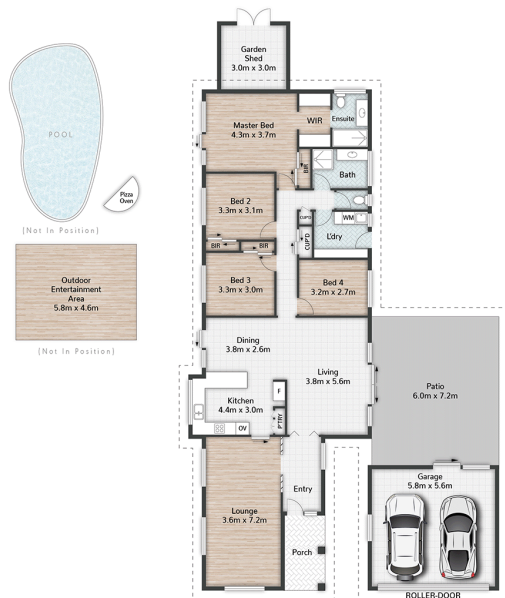 Garden
Shed
3.0m x 3.0m
POOL
Pizza
Oven
(Not In Position)
Outdoor
Entertainment
Area
5.8m x 4.6m
(Not In Position)
Master Bed
4.3m x 3.7m
WIR
Ensuite
BIR
Bath
Bed 2
3.3m x 3.1m
CUP'D
WM
L'dry
CUP'D
BIR
BIR
Bed 3
3.3m x 3.0m
Bed 4
3.2m x 2.7m
Dining
3.8m x 2.6m
Living
3.8m x 5.6m
Patio
6.0m x 7.2m
Kitchen
4.4m x 3.0m
F
PTRY
OV
Lounge
3.6m x 7.2m
Entry
Porch
Garage
5.8m x 5.6m
ROLLER-DOOR